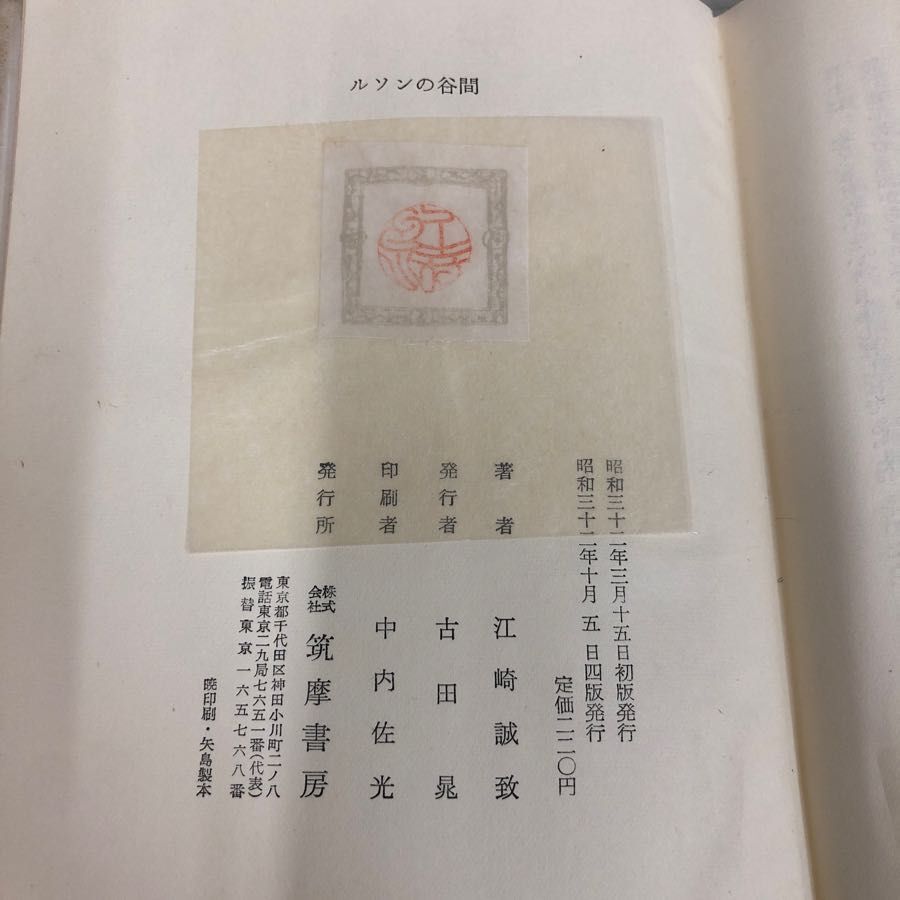 ルソンの谷間
昭和三十二年三月十五日初版発行
昭和三十二年十月五日四版発行
定価二二〇円
著者 江崎誠致
発行者 古田晁
印刷者 中内佐光
発行所 株式会社 筑摩書房
東京都千代田区神田小川町二ノ八
電話東京二九局七六五一番(代表)
振替東京一六五七六八番
暁印刷・矢島製本